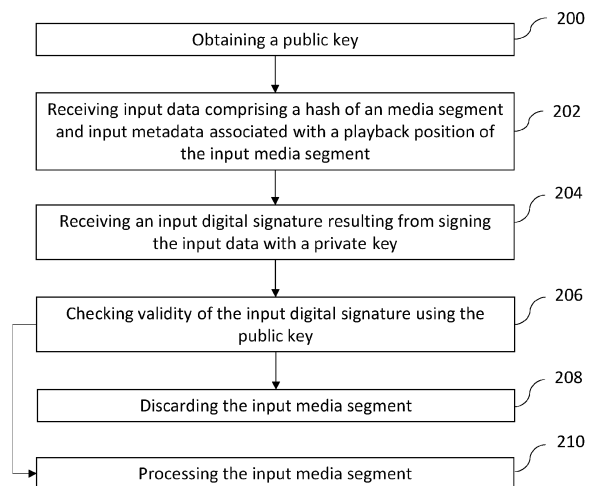 200
Obtaining a public key
Receiving input data comprising a hash of an media segment
and input metadata associated with a playback position of
the input media segment
202
204
Receiving an input digital signature resulting from signing
the input data with a private key
206
Checking validity of the input digital signature using the
public key
208
Discarding the input media segment
210
Processing the input media segment